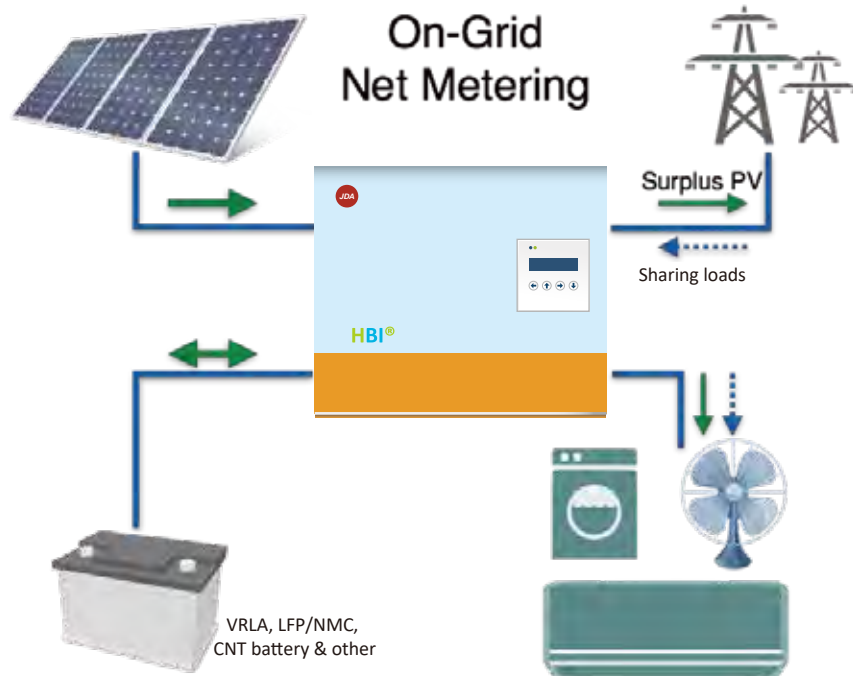 On-Grid
Net Metering
Surplus PV
JDA
Sharing loads
HBI®
VRLA, LFP/NMC,
CNT battery & other